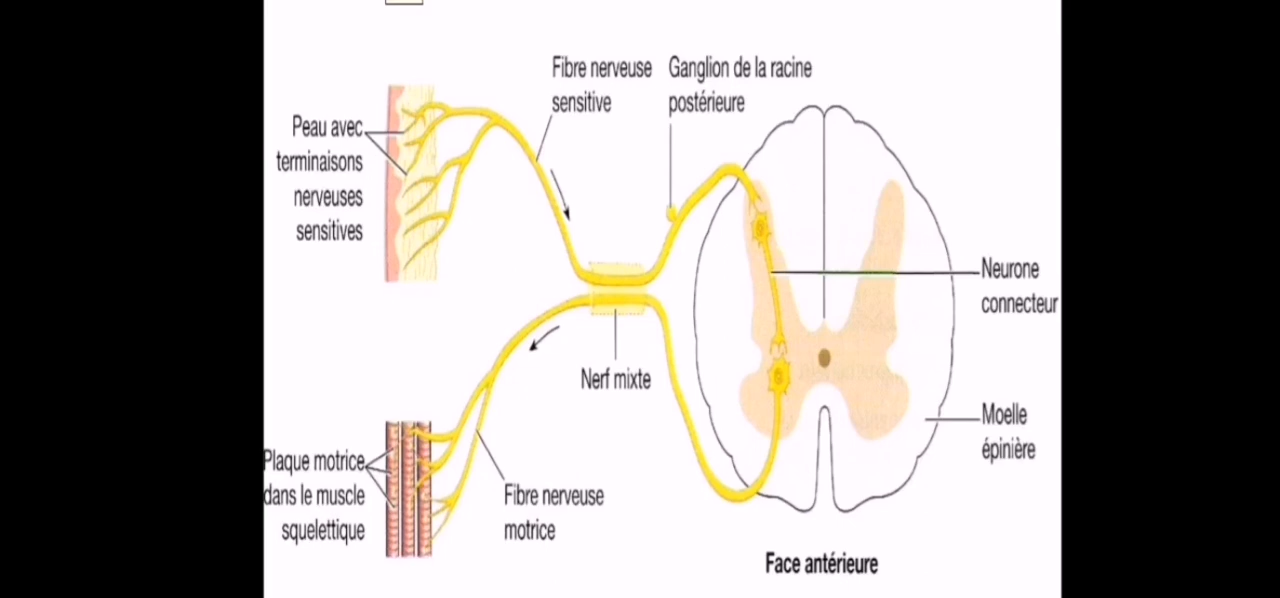 Fibre nerveuse
sensitive
Ganglion de la racine
postérieure
Peau avec
terminaisons
nerveuses
sensitives
Neurone
connecteur
Nerf mixte
Moelle
épinière
Plaque motrice
dans le muscle
squelettique
Fibre nerveuse
motrice
Face antérieure